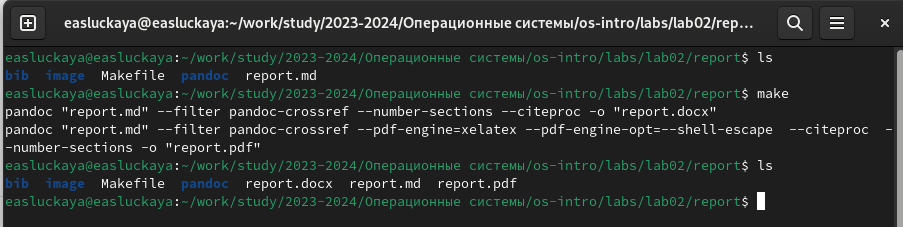 easluckaya@easluckaya:~/work/study/2023-2024/Операционные системы/os-intro/labs/lab02/rep...
easluckaya@easluckaya:~/work/study/2023-2024/Операционные системы/os-intro/labs/lab02/report$ ls
bib  image  Makefile  pandoc  report.md
easluckaya@easluckaya:~/work/study/2023-2024/Операционные системы/os-intro/labs/lab02/report$ make
pandoc "report.md" --filter pandoc-crossref --number-sections --citeproc -o "report.docx"
pandoc "report.md" --filter pandoc-crossref --pdf-engine=xelatex --pdf-engine-opt=--shell-escape  --citeproc  -
-number-sections -o "report.pdf"
easluckaya@easluckaya:~/work/study/2023-2024/Операционные системы/os-intro/labs/lab02/report$ ls
bib  image  Makefile  pandoc  report.docx  report.md  report.pdf
easluckaya@easluckaya:~/work/study/2023-2024/Операционные системы/os-intro/labs/lab02/report$